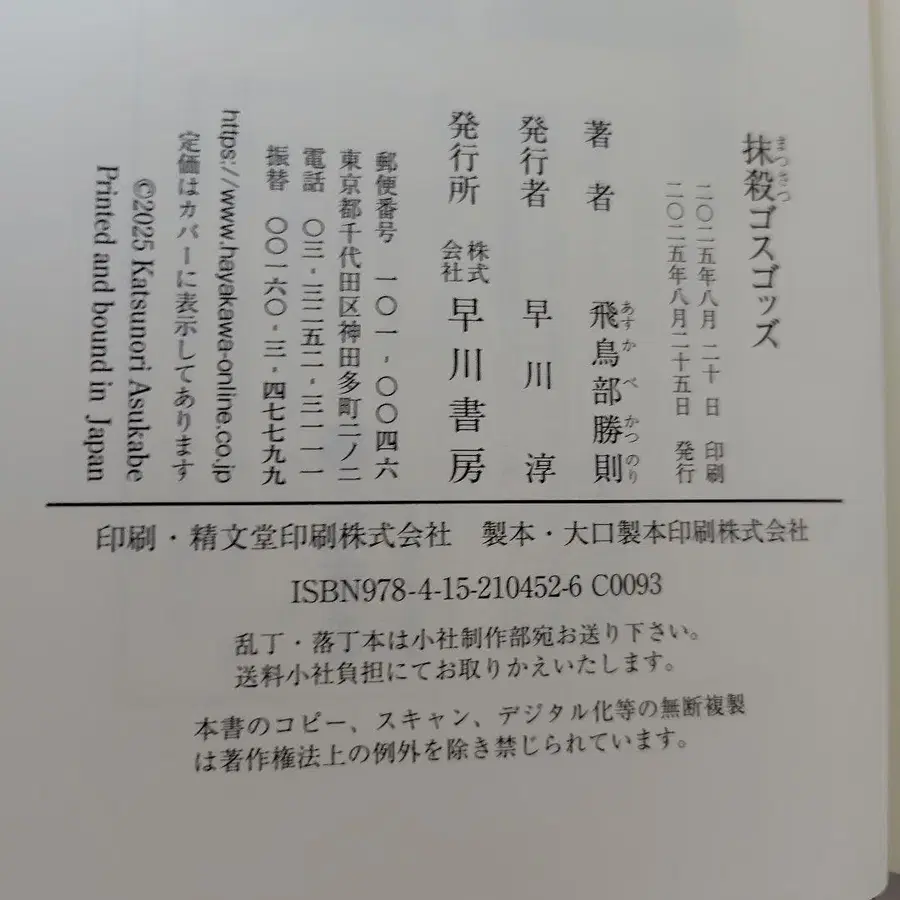 抹殺ゴスゴッズ
まっさつ
二〇二五年八月 二十 日 印刷
二〇二五年八月二十五日 発行
著者 飛鳥部勝則
あすかべかつのり
発行者 早川 淳
発行所 株式会社 早川書房
郵便番号 一〇一‐〇〇四六
東京都千代田区神田多町二ノ二
電話 〇三‐三二五二‐三一一一
振替 〇〇一六〇‐三‐四七七九九
https://www.hayakawa-online.co.jp
定価はカバーに表示してあります
©2025 Katsunori Asukabe
Printed and bound in Japan
印刷・精文堂印刷株式会社 製本・大口製本印刷株式会社
ISBN978-4-15-210452-6 C0093
乱丁・落丁本は小社制作部宛お送り下さい。
送料小社負担にてお取りかえいたします。
本書のコピー、スキャン、デジタル化等の無断複製
は著作権法上の例外を除き禁じられています。